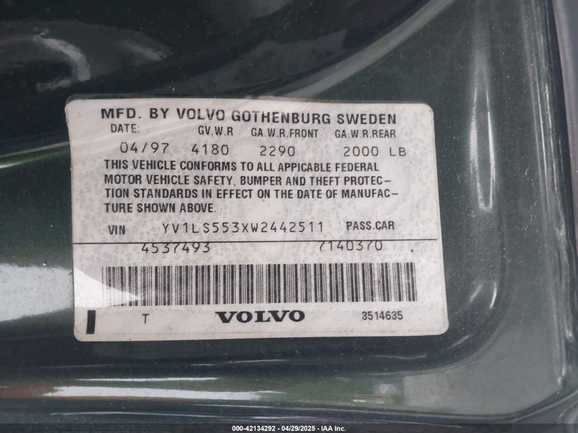 MFD. BY VOLVO GOTHENBURG SWEDEN
DATE: GV.W.R GA.W.R.FRONT GA.W.R.REAR
04/97 4180 2290 2000 LB
THIS VEHICLE CONFORMS TO ALL APPLICABLE FEDERAL
MOTOR VEHICLE SAFETY, BUMPER AND THEFT PROTEC-
TION STANDARDS IN EFFECT ON THE DATE OF MANUFAC-
TURE SHOWN ABOVE.
VIN YV1LS553XW2442511 PASS.CAR
4537493 7140370 .
T VOLVO 3514635
000-42134292 - 04/29/2025 - IAA Inc.